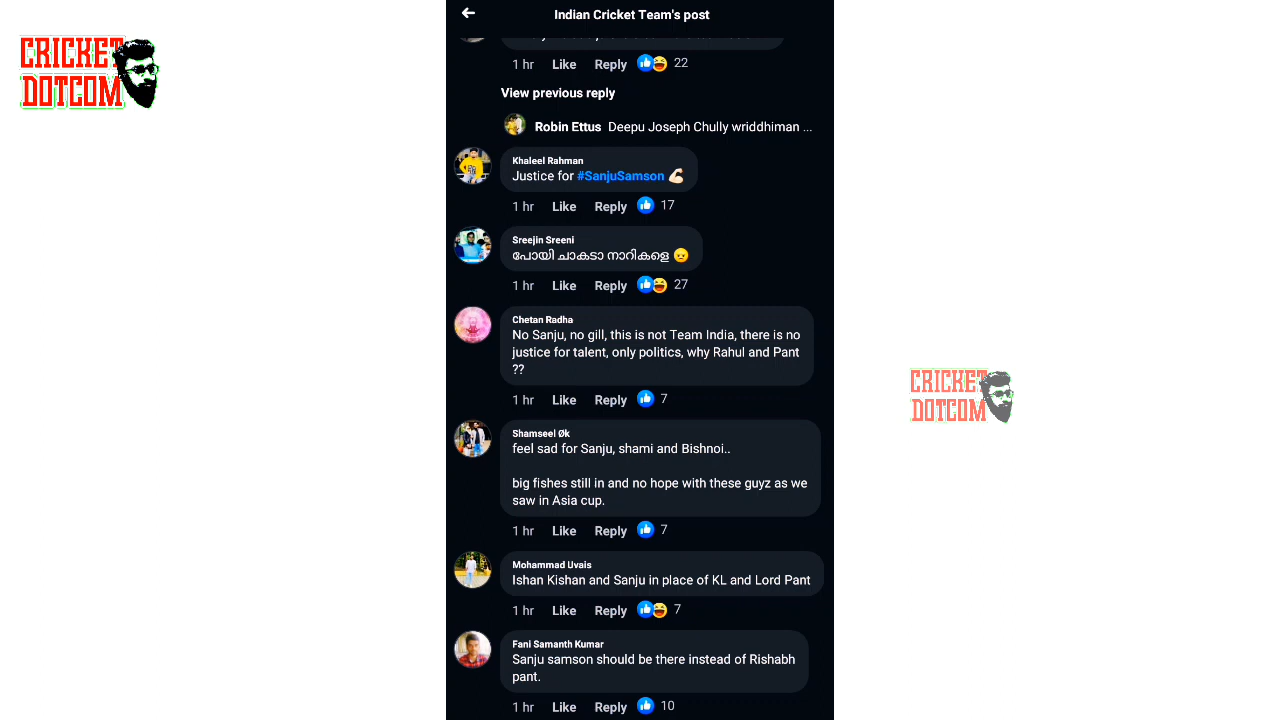 CRICKET
DOTCOM
Indian Cricket Team's post
1 hr Like Reply 22
View previous reply
Robin Ettus Deepu Joseph Chully wriddhiman ...
Khaleel Rahman
Justice for #SanjuSamson 💪🏻
1 hr Like Reply 17
Sreejin Sreeni
പോയി ചാകടാ നാറികളെ 😠
1 hr Like Reply 27
Chetan Radha
No Sanju, no gill, this is not Team India, there is no
justice for talent, only politics, why Rahul and Pant
??
1 hr Like Reply 7
Shamseel Øk
feel sad for Sanju, shami and Bishnoi..
big fishes still in and no hope with these guyz as we
saw in Asia cup.
1 hr Like Reply 7
Mohammad Uvais
Ishan Kishan and Sanju in place of KL and Lord Pant
1 hr Like Reply 7
Fani Samanth Kumar
Sanju samson should be there instead of Rishabh
pant.
1 hr Like Reply 10
CRICKET
DOTCOM